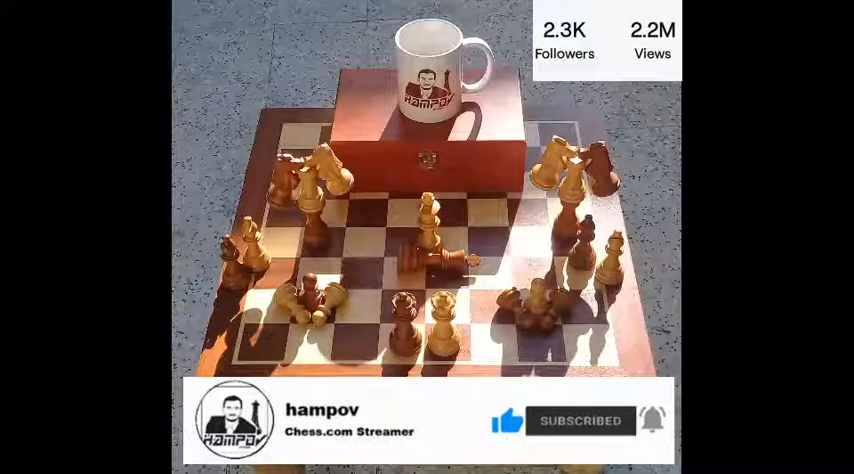 2.3K 2.2M
Followers Views
HAMPOV
hampov
Chess.com Streamer
SUBSCRIBED
HAMPOV